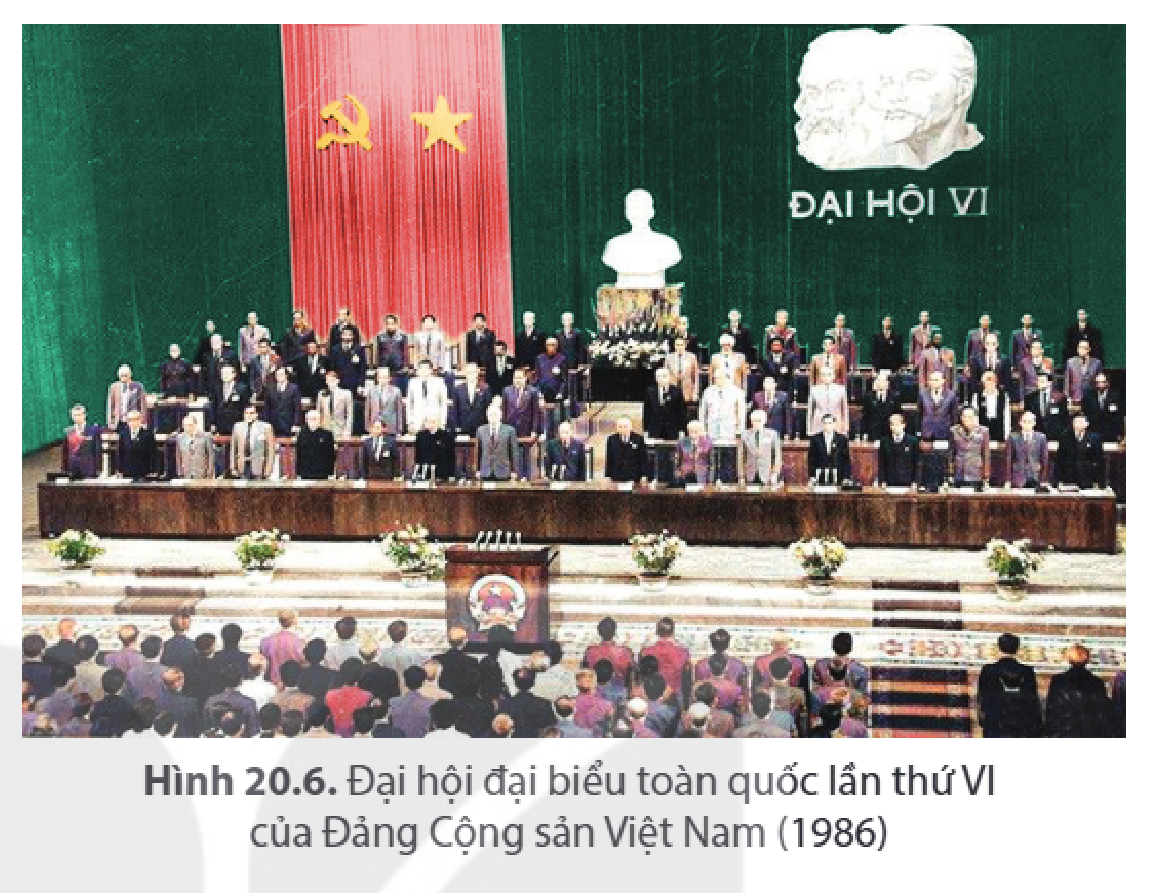 ĐẠI HỘI VI
Hình 20.6. Đại hội đại biểu toàn quốc lần thứ VI
của Đảng Cộng sản Việt Nam (1986)